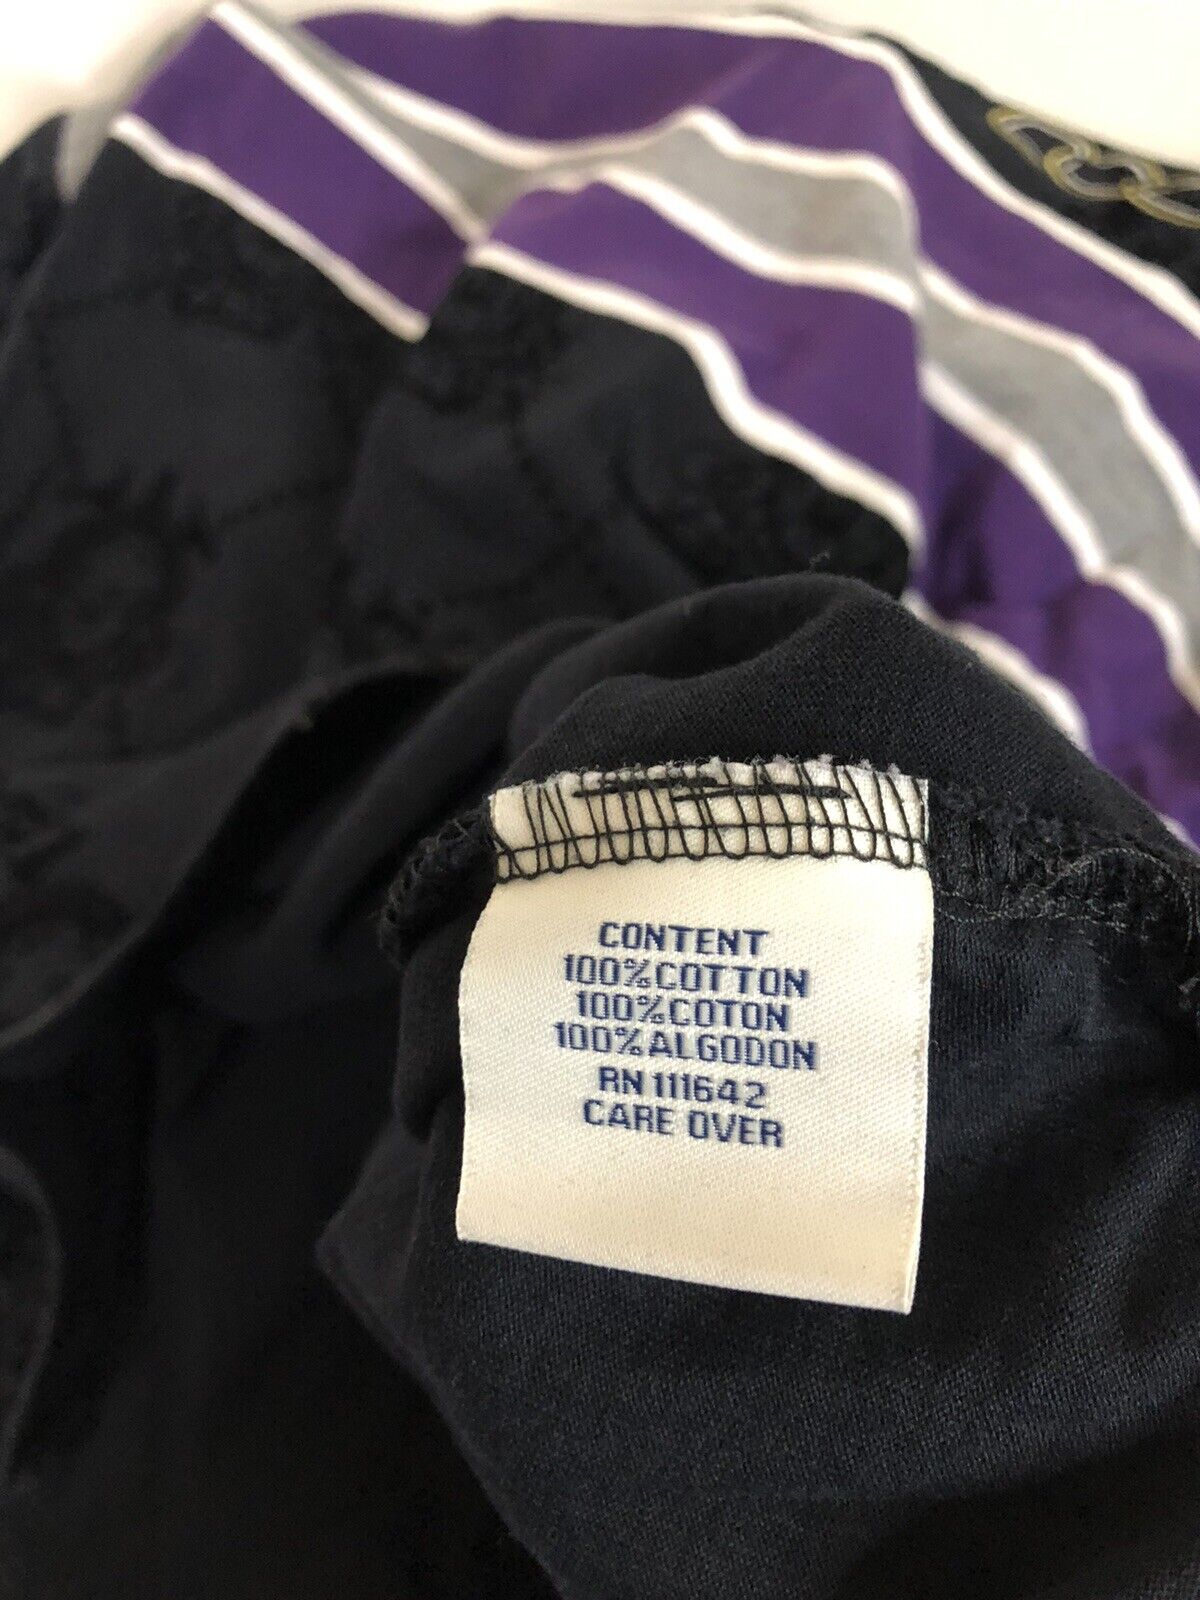 CONTENT
100%COTTON
100%COTON
100%ALGODON
RN 111642
CARE OVER